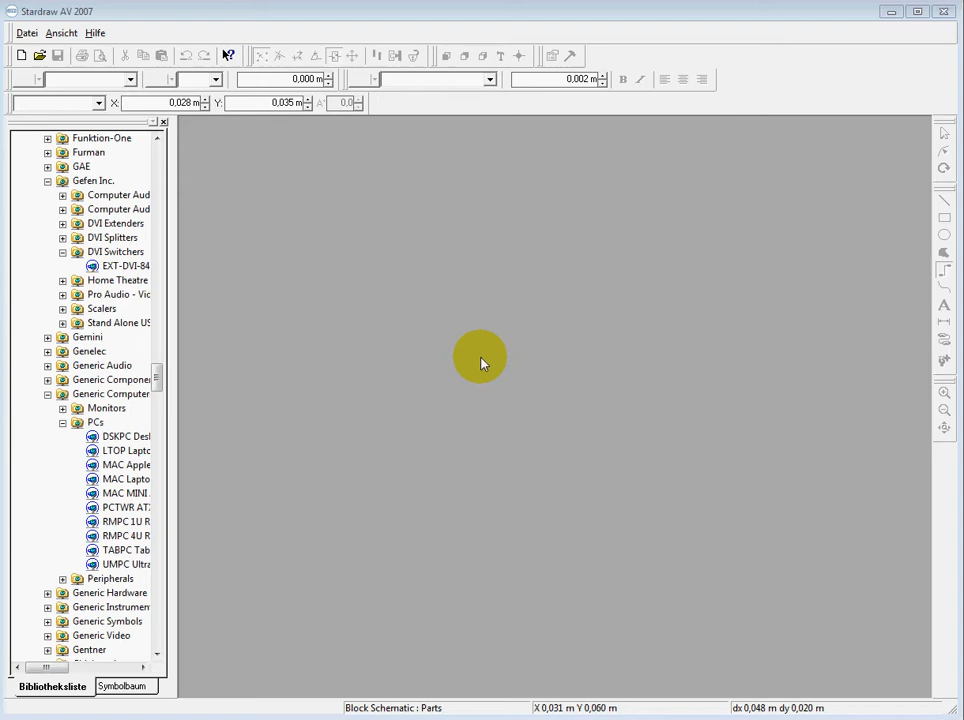 Stardraw AV 2007
Datei Ansicht Hilfe
0,000 m
0,002 m
B I
X: 0,028 m Y: 0,035 m A 0,0
Funktion-One
Furman
GAE
Gefen Inc.
Computer Aud
Computer Aud
DVI Extenders
DVI Splitters
DVI Switchers
EXT-DVI-84
Home Theatre
Pro Audio - Vic
Scalers
Stand Alone US
Gemini
Genelec
Generic Audio
Generic Compone
Generic Computer
Monitors
PCs
DSKPC Desl
LTOP Lapto
MAC Apple
MAC Lapto
MAC MINI
PCTWR AT
RMPC 1U R
RMPC 4U R
TABPC Tab
UMPC Ultra
Peripherals
Generic Hardware
Generic Instrumen
Generic Symbols
Generic Video
Gentner
Bibliotheksliste Symbolbaum
Block Schematic : Parts X 0,031 m Y 0,060 m dx 0,048 m dy 0,020 m